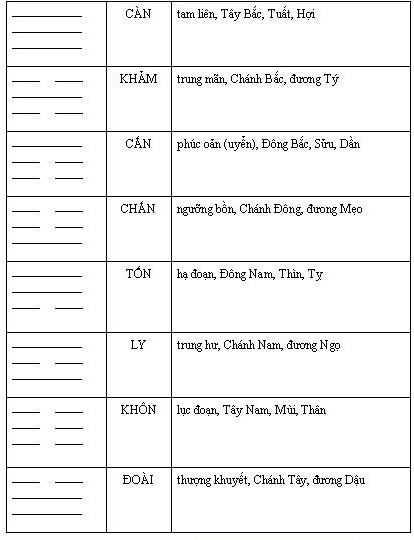 CÀN tam liên, Tây Bắc, Tuất, Hợi
KHẢM trung mãn, Chánh Bắc, đương Tý
CẤN phúc oản (uyển), Đông Bắc, Sửu, Dần
CHẤN ngưỡng bồn, Chánh Đông, đương Mẹo
TỐN hạ đoạn, Đông Nam, Thìn, Tỵ
LY trung hư, Chánh Nam, đương Ngọ
KHÔN lục đoạn, Tây Nam, Mùi, Thân
ĐOÀI thượng khuyết, Chánh Tây, đương Dậu